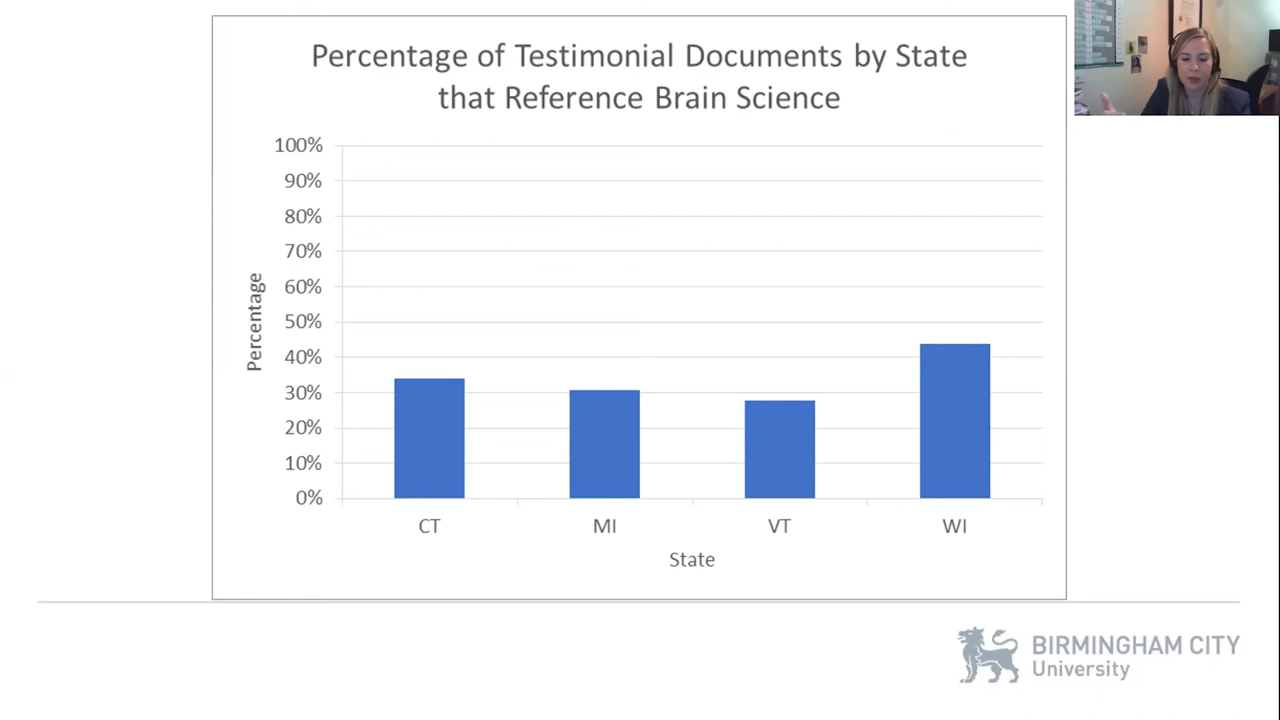 Percentage of Testimonial Documents by State
that Reference Brain Science
100%
90%
80%
70%
60%
50%
40%
30%
20%
10%
0%
Percentage
CT MI VT WI
State
BIRMINGHAM CITY
University